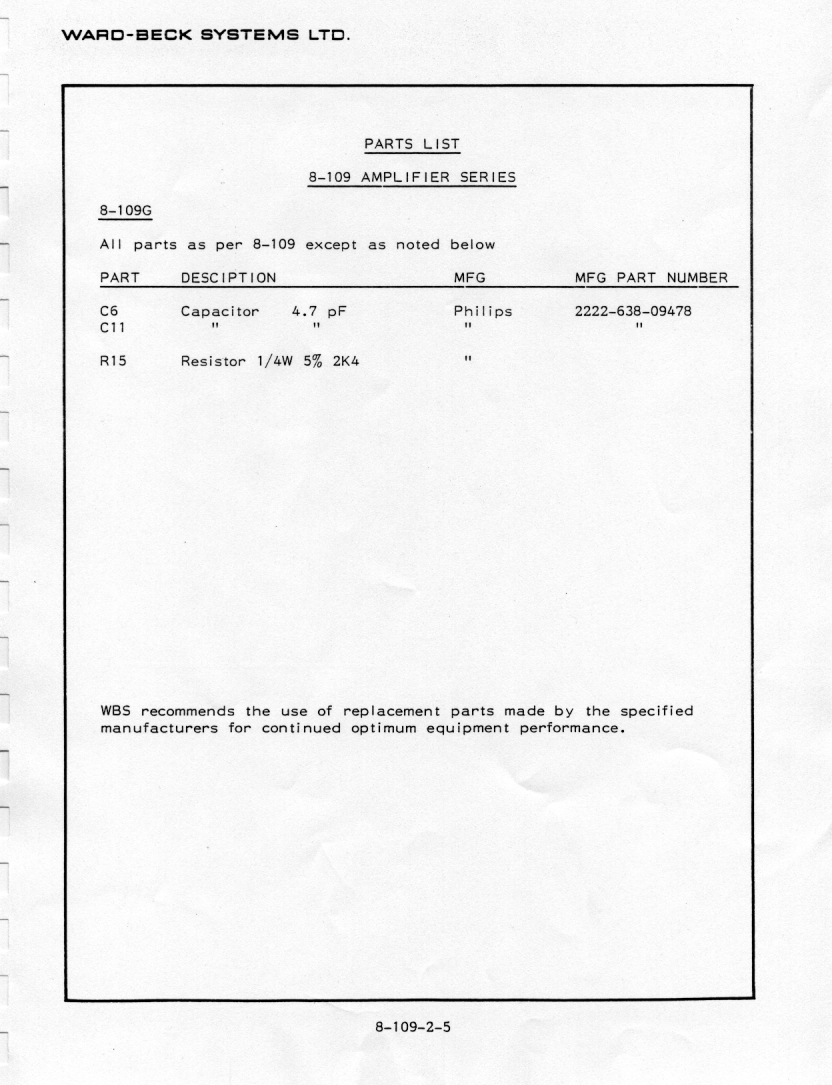 WARD-BECK SYSTEMS LTD.
PARTS LIST
8-109 AMPLIFIER SERIES
8-109G
All parts as per 8-109 except as noted below
PART DESCIPTION MFG MFG PART NUMBER
C6 Capacitor 4.7 pF Philips 2222-638-09478
C11 " " " "
R15 Resistor 1/4W 5% 2K4 "
WBS recommends the use of replacement parts made by the specified
manufacturers for continued optimum equipment performance.
8-109-2-5